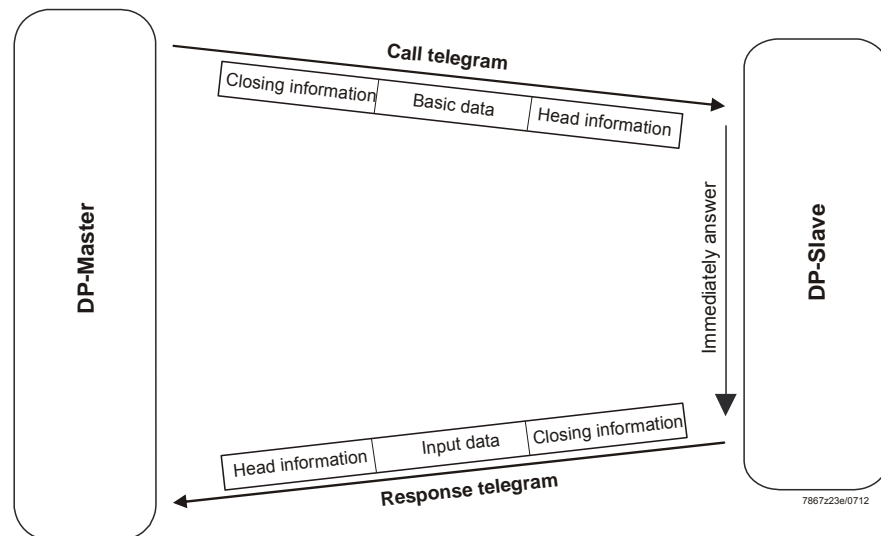 Call telegram
Closing information
Basic data
Head information
DP-Master
DP-Slave
Immediately answer
Head information
Input data
Closing information
Response telegram
7867z23e/0712